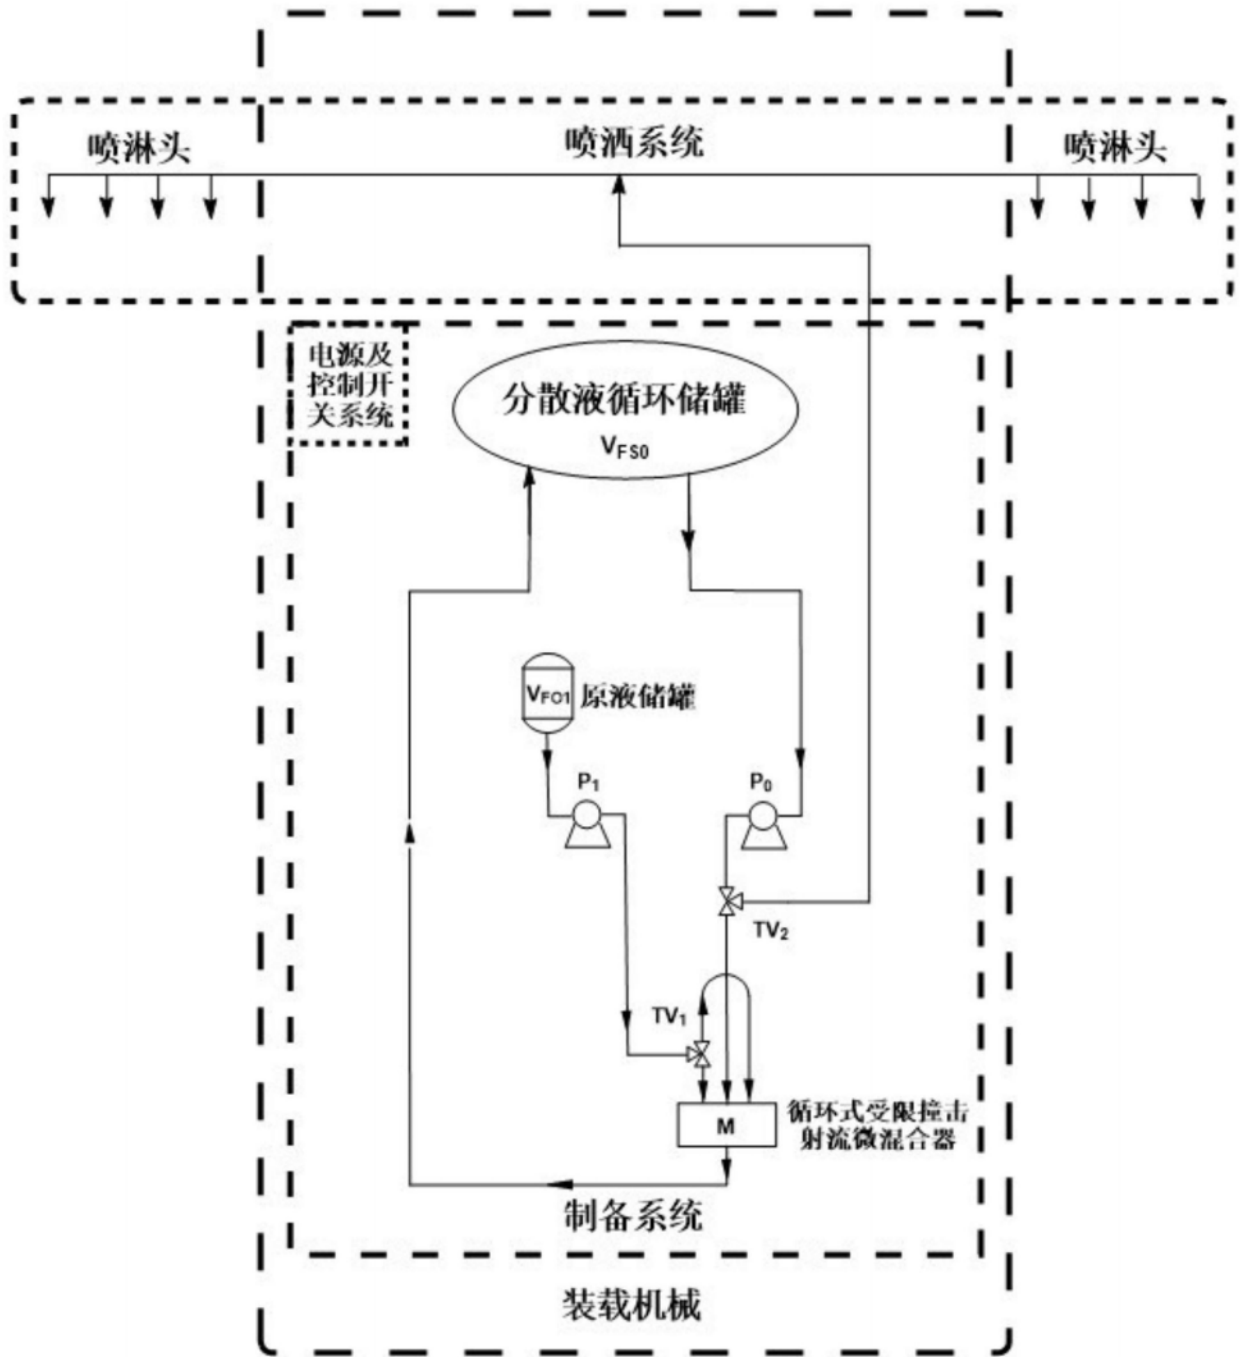 喷淋头
喷洒系统
喷淋头
电源及
控制开
关系统
分散液循环储罐
V_FS0
V_FO1
原液储罐
P₁
P₀
TV₂
TV₁
M
循环式受限撞击
射流微混合器
制备系统
装载机械